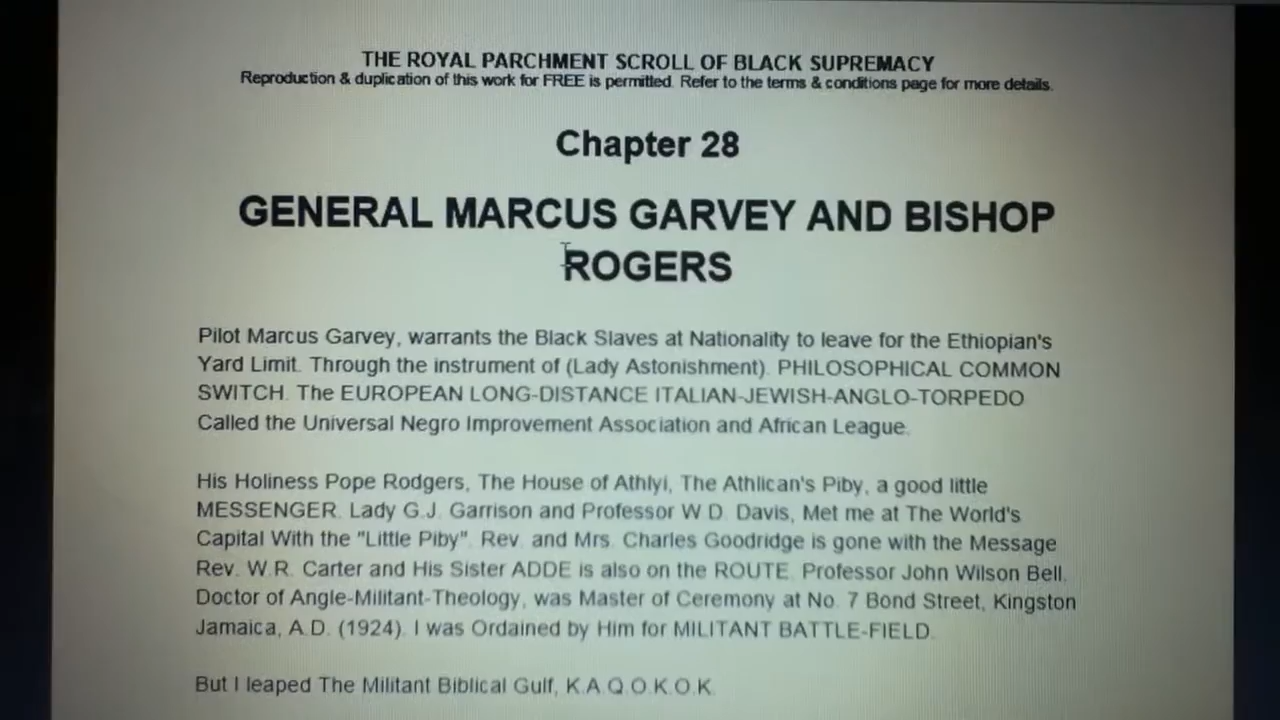 THE ROYAL PARCHMENT SCROLL OF BLACK SUPREMACY
Reproduction & duplication of this work for FREE is permitted. Refer to the terms & conditions page for more details.
Chapter 28
GENERAL MARCUS GARVEY AND BISHOP
ROGERS
Pilot Marcus Garvey, warrants the Black Slaves at Nationality to leave for the Ethiopian's
Yard Limit. Through the instrument of (Lady Astonishment). PHILOSOPHICAL COMMON
SWITCH. The EUROPEAN LONG-DISTANCE ITALIAN-JEWISH-ANGLO-TORPEDO
Called the Universal Negro Improvement Association and African League.
His Holiness Pope Rodgers, The House of Athlyi, The Athlican's Piby, a good little
MESSENGER. Lady G.J. Garrison and Professor W.D. Davis, Met me at The World's
Capital With the "Little Piby". Rev. and Mrs. Charles Goodridge is gone with the Message
Rev. W.R. Carter and His Sister ADDE is also on the ROUTE. Professor John Wilson Bell.
Doctor of Angle-Militant-Theology, was Master of Ceremony at No. 7 Bond Street, Kingston
Jamaica, A.D. (1924). I was Ordained by Him for MILITANT BATTLE-FIELD.
But I leaped The Militant Biblical Gulf, K.A.Q.O.K.O.K.